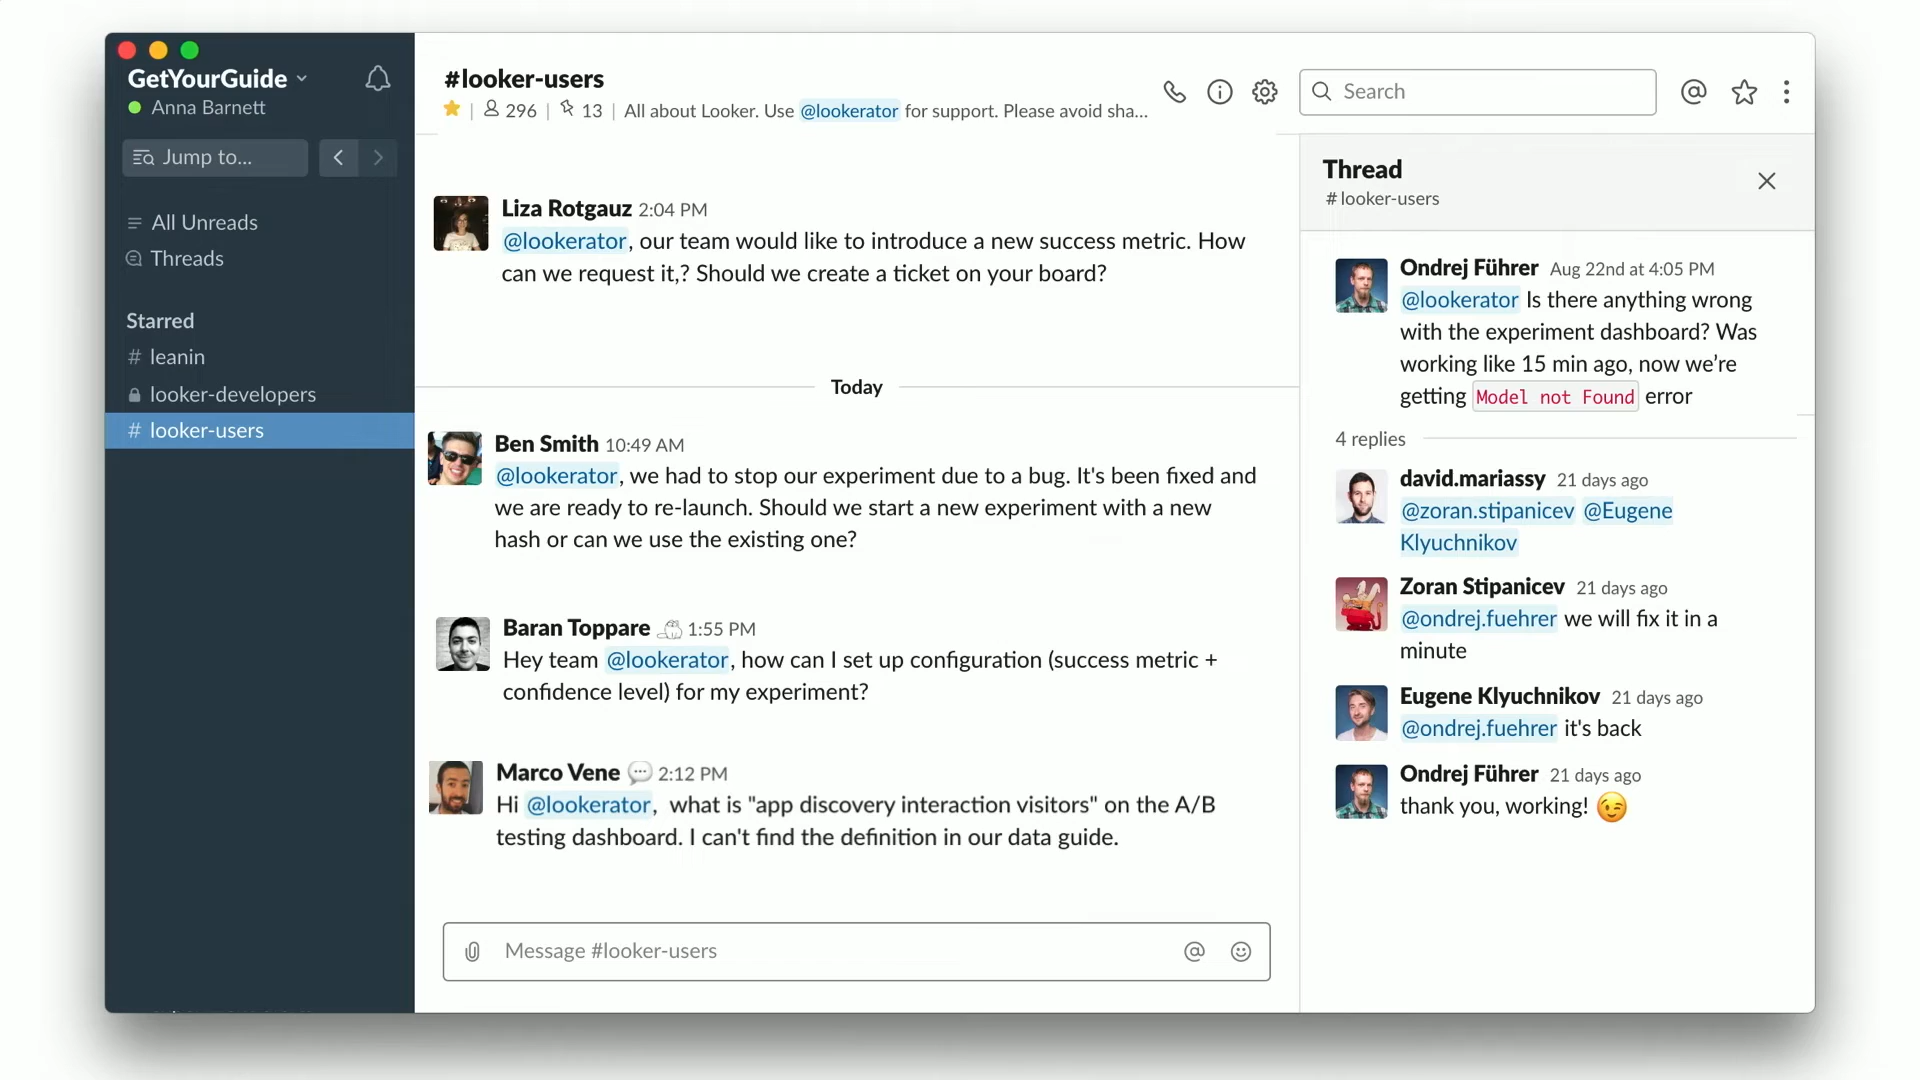 GetYourGuide
Anna Barnett
Jump to...
All Unreads
Threads
Starred
# leanin
looker-developers
# looker-users
#looker-users
296 | 13 | All about Looker. Use @lookerator for support. Please avoid sha...
Search
Liza Rotgauz 2:04 PM
@lookerator, our team would like to introduce a new success metric. How
can we request it,? Should we create a ticket on your board?
Today
Ben Smith 10:49 AM
@lookerator, we had to stop our experiment due to a bug. It's been fixed and
we are ready to re-launch. Should we start a new experiment with a new
hash or can we use the existing one?
Baran Toppare 1:55 PM
Hey team @lookerator, how can I set up configuration (success metric +
confidence level) for my experiment?
Marco Vene 2:12 PM
Hi @lookerator, what is "app discovery interaction visitors" on the A/B
testing dashboard. I can't find the definition in our data guide.
Message #looker-users
Thread
#looker-users
Ondrej Führer Aug 22nd at 4:05 PM
@lookerator Is there anything wrong
with the experiment dashboard? Was
working like 15 min ago, now we’re
getting Model not Found error
4 replies
david.mariassy 21 days ago
@zoran.stipanicev @Eugene
Klyuchnikov
Zoran Stipanicev 21 days ago
@ondrej.fuehrer we will fix it in a
minute
Eugene Klyuchnikov 21 days ago
@ondrej.fuehrer it's back
Ondrej Führer 21 days ago
thank you, working! 😉